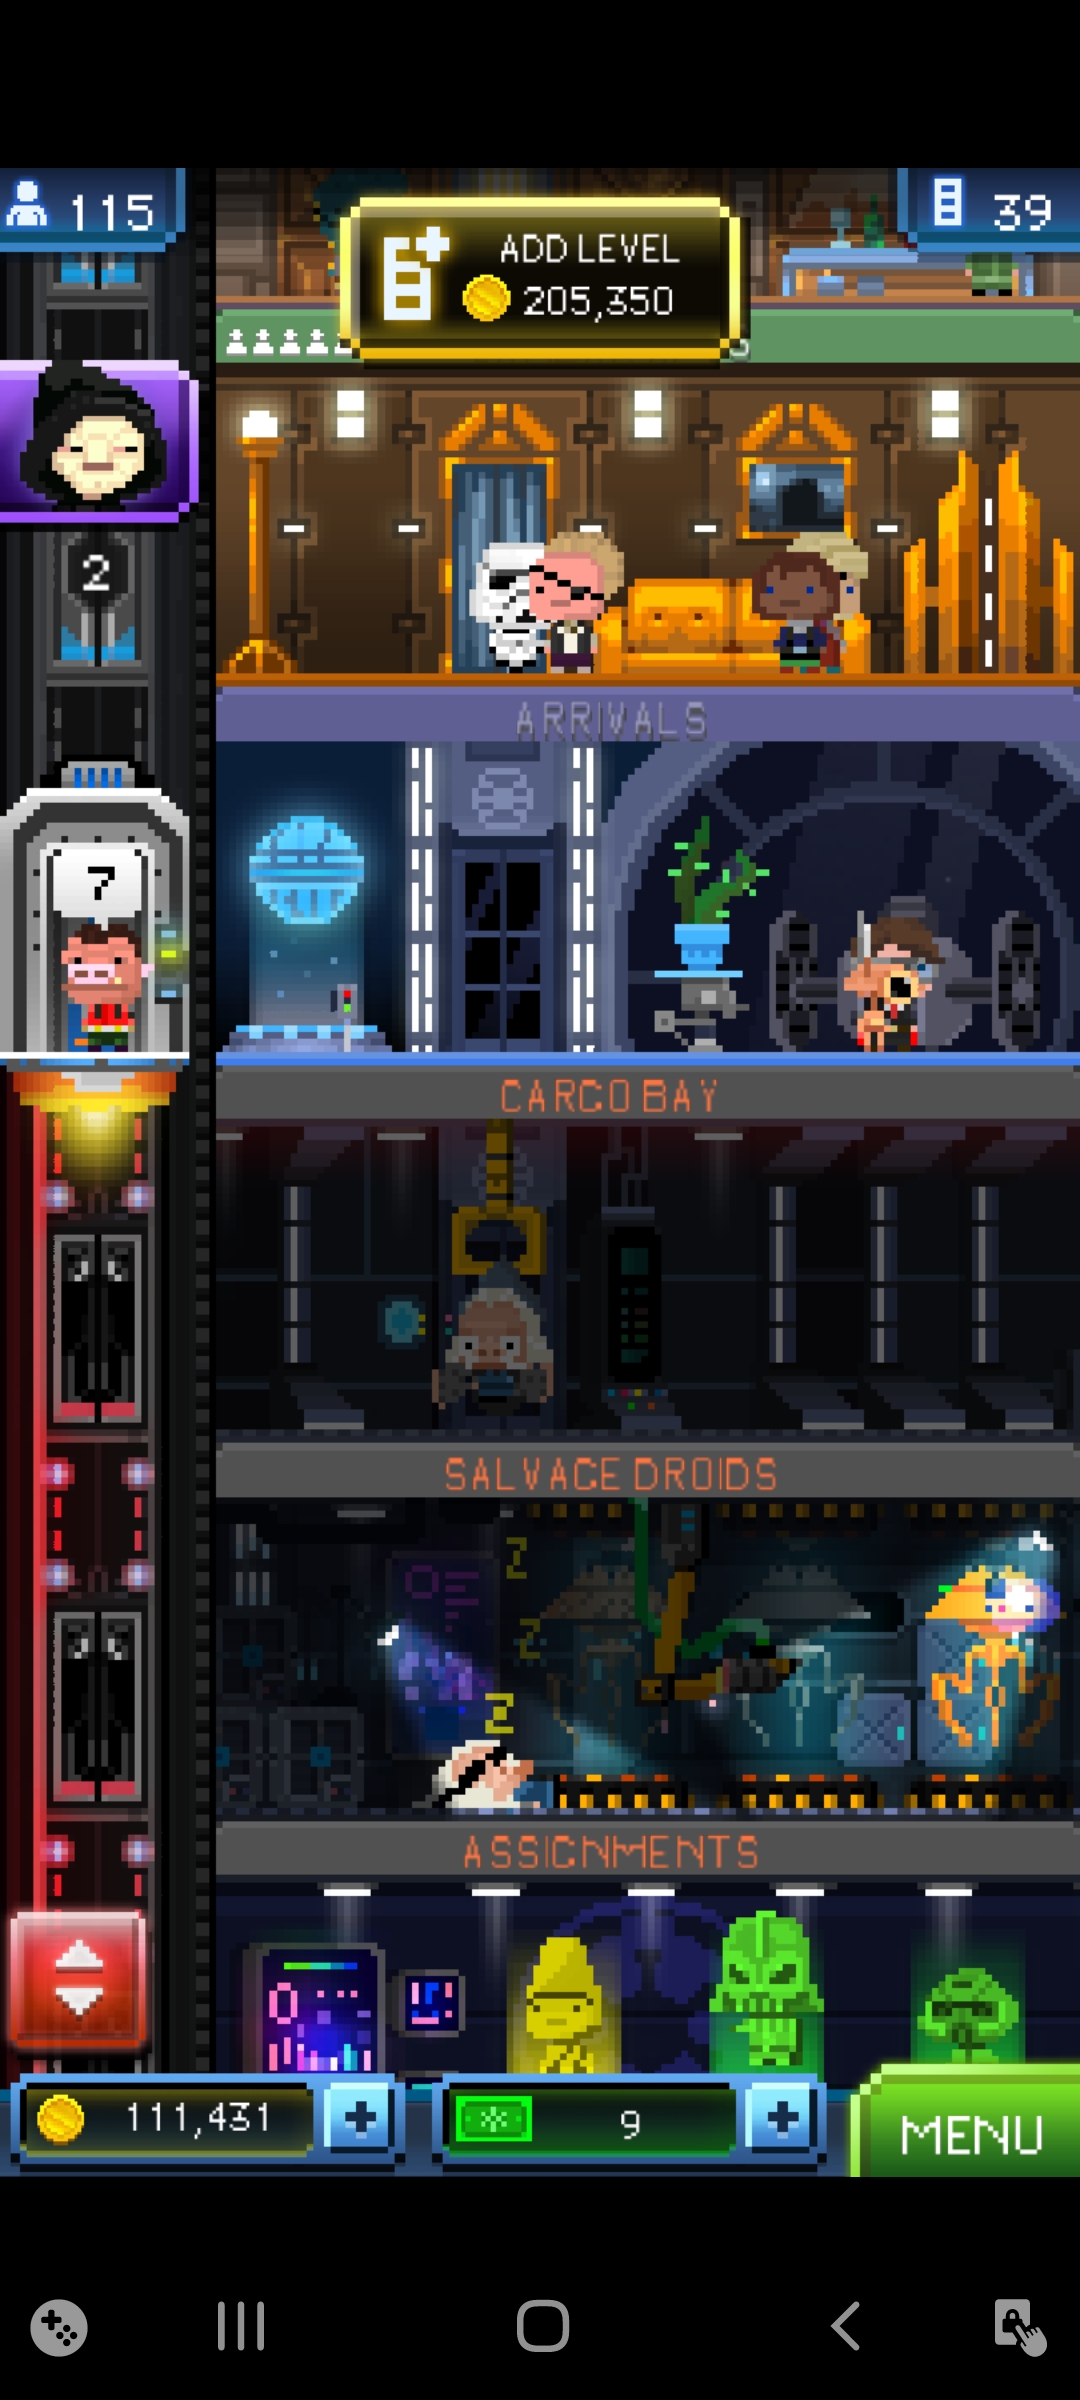 115
39
ADD LEVEL
205,350
2
ARRIVALS
7
CARGO BAY
SALVAGE DROIDS
Z
Z
Z
ASSIGNMENTS
111,431
9
MENU